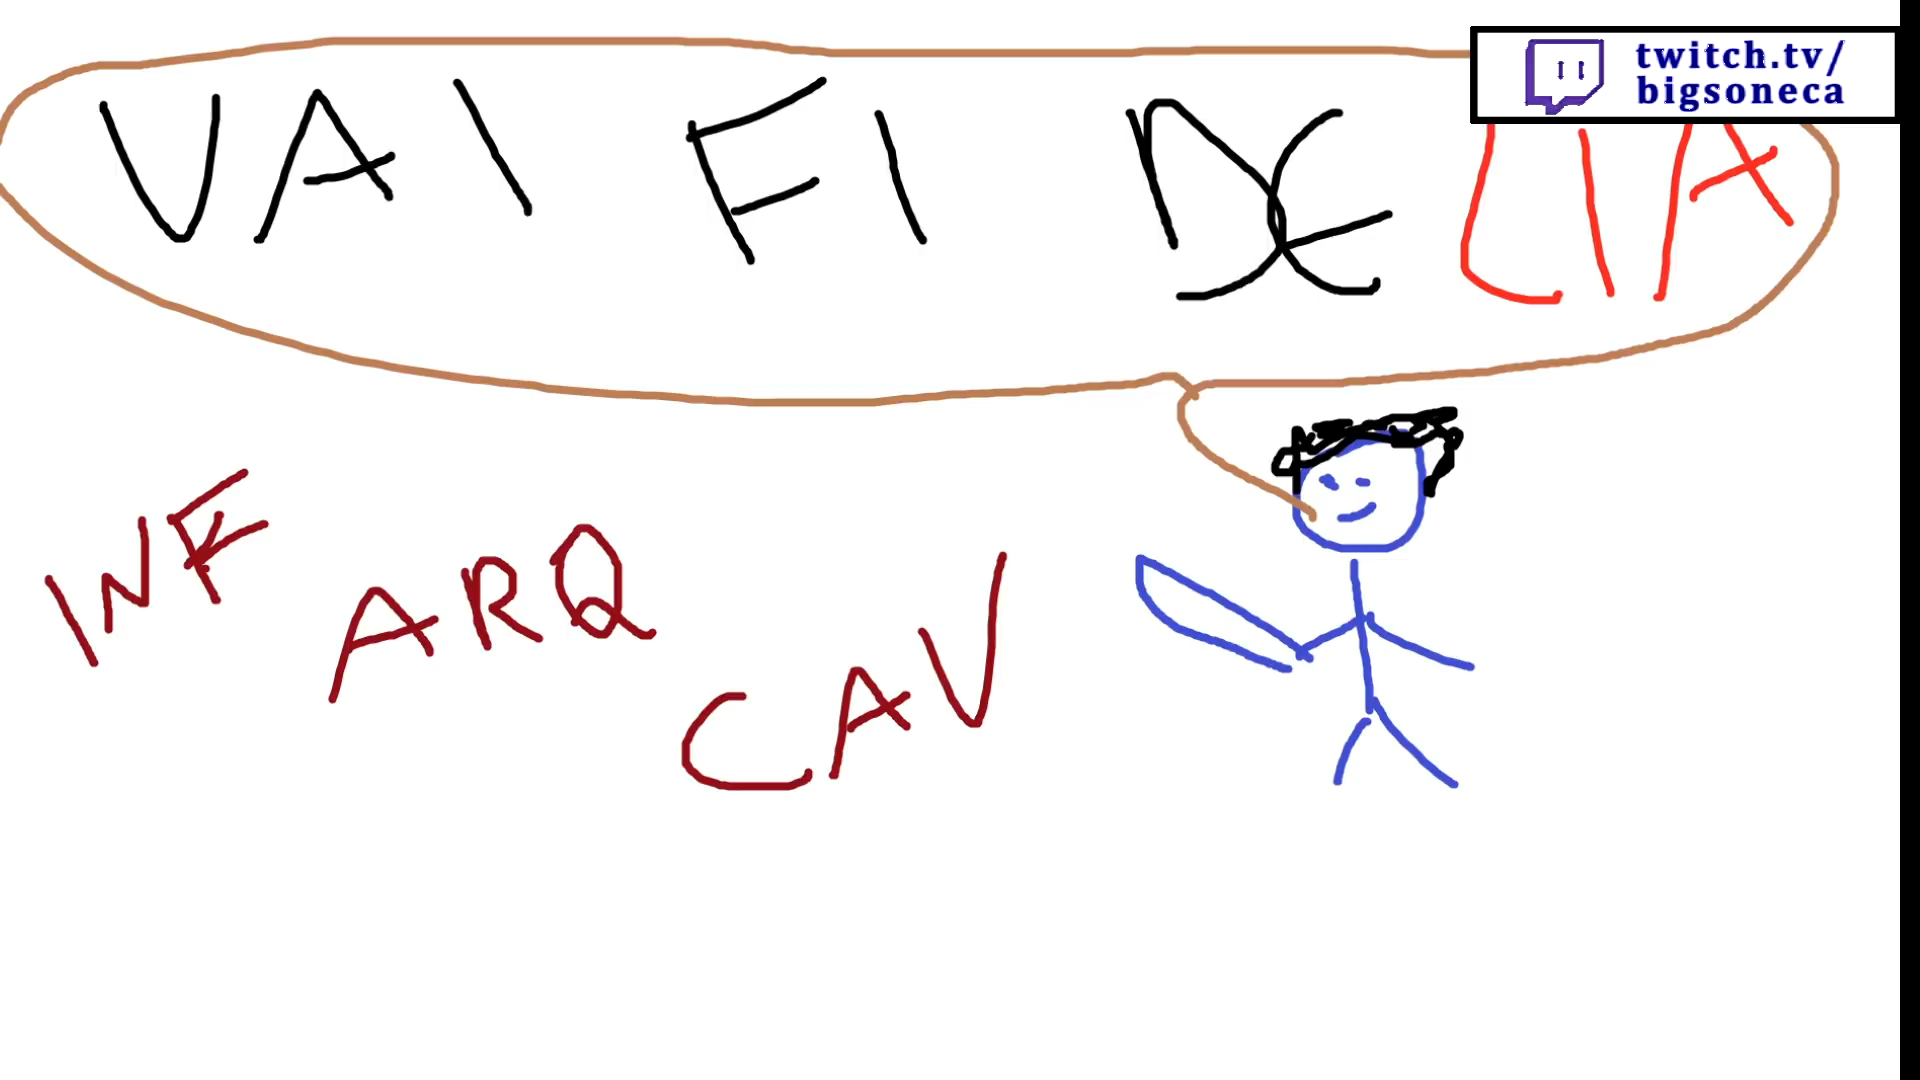 twitch.tv/
bigsoneca
VAI FI DE LIA
INF
ARQ
CAV